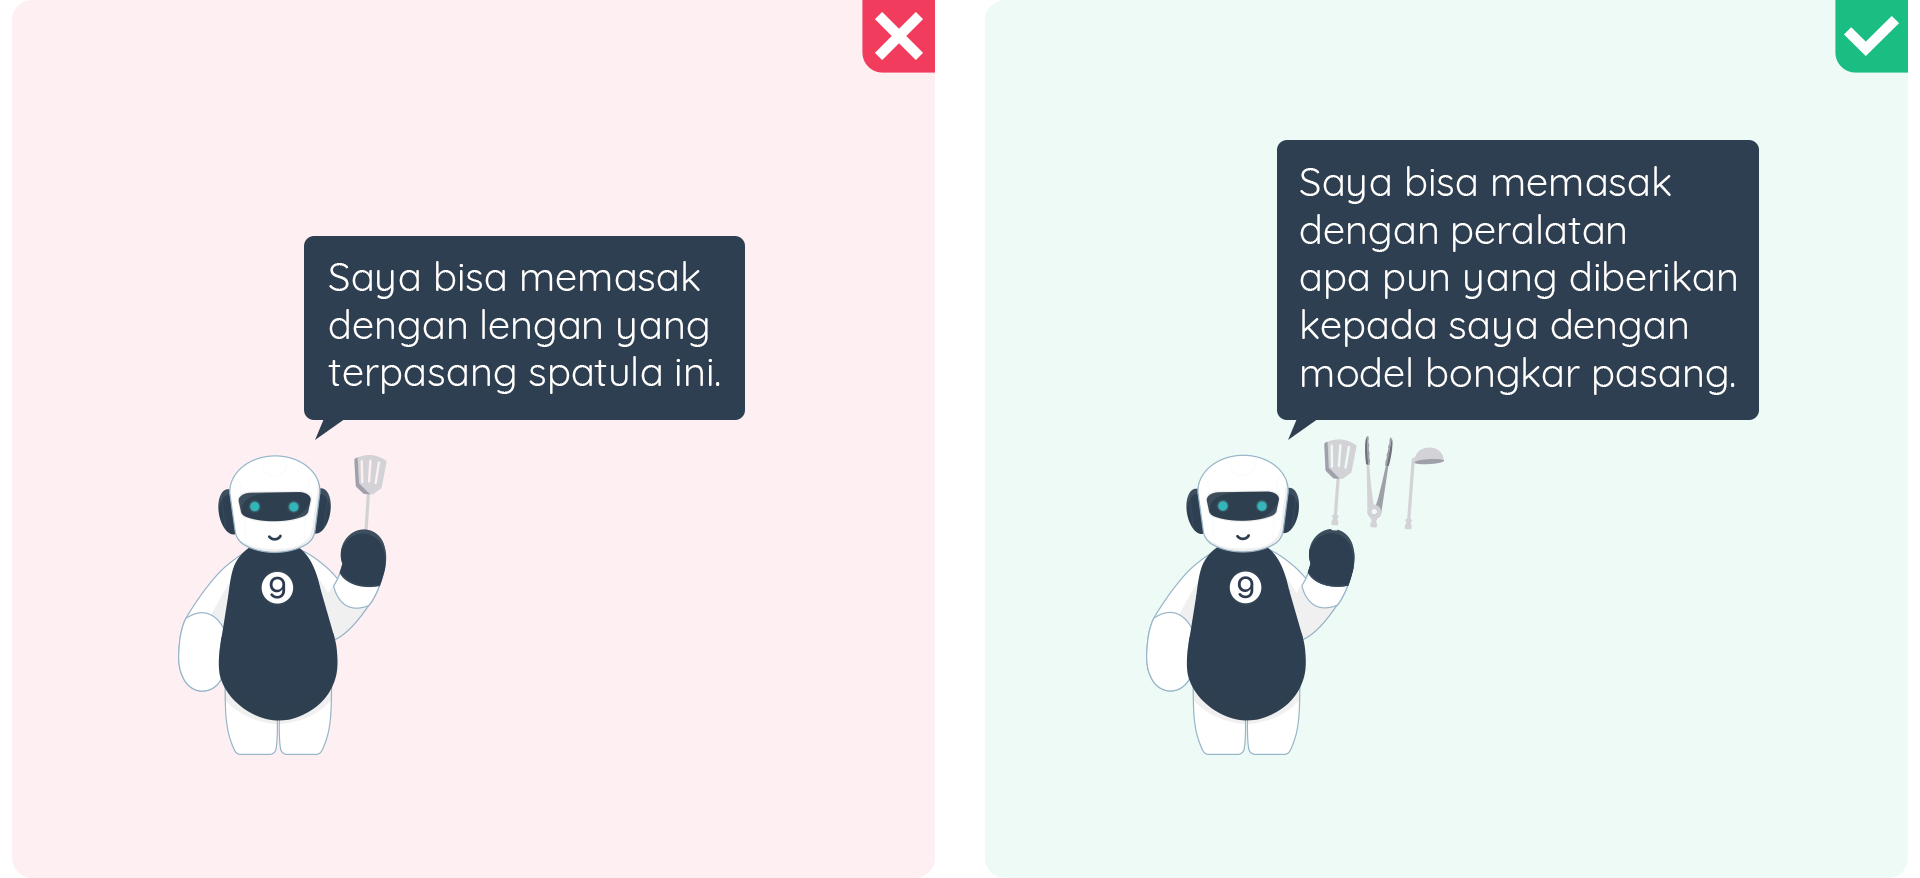 Saya bisa memasak
dengan lengan yang
terpasang spatula ini.
9
Saya bisa memasak
dengan peralatan
apa pun yang diberikan
kepada saya dengan
model bongkar pasang.
9